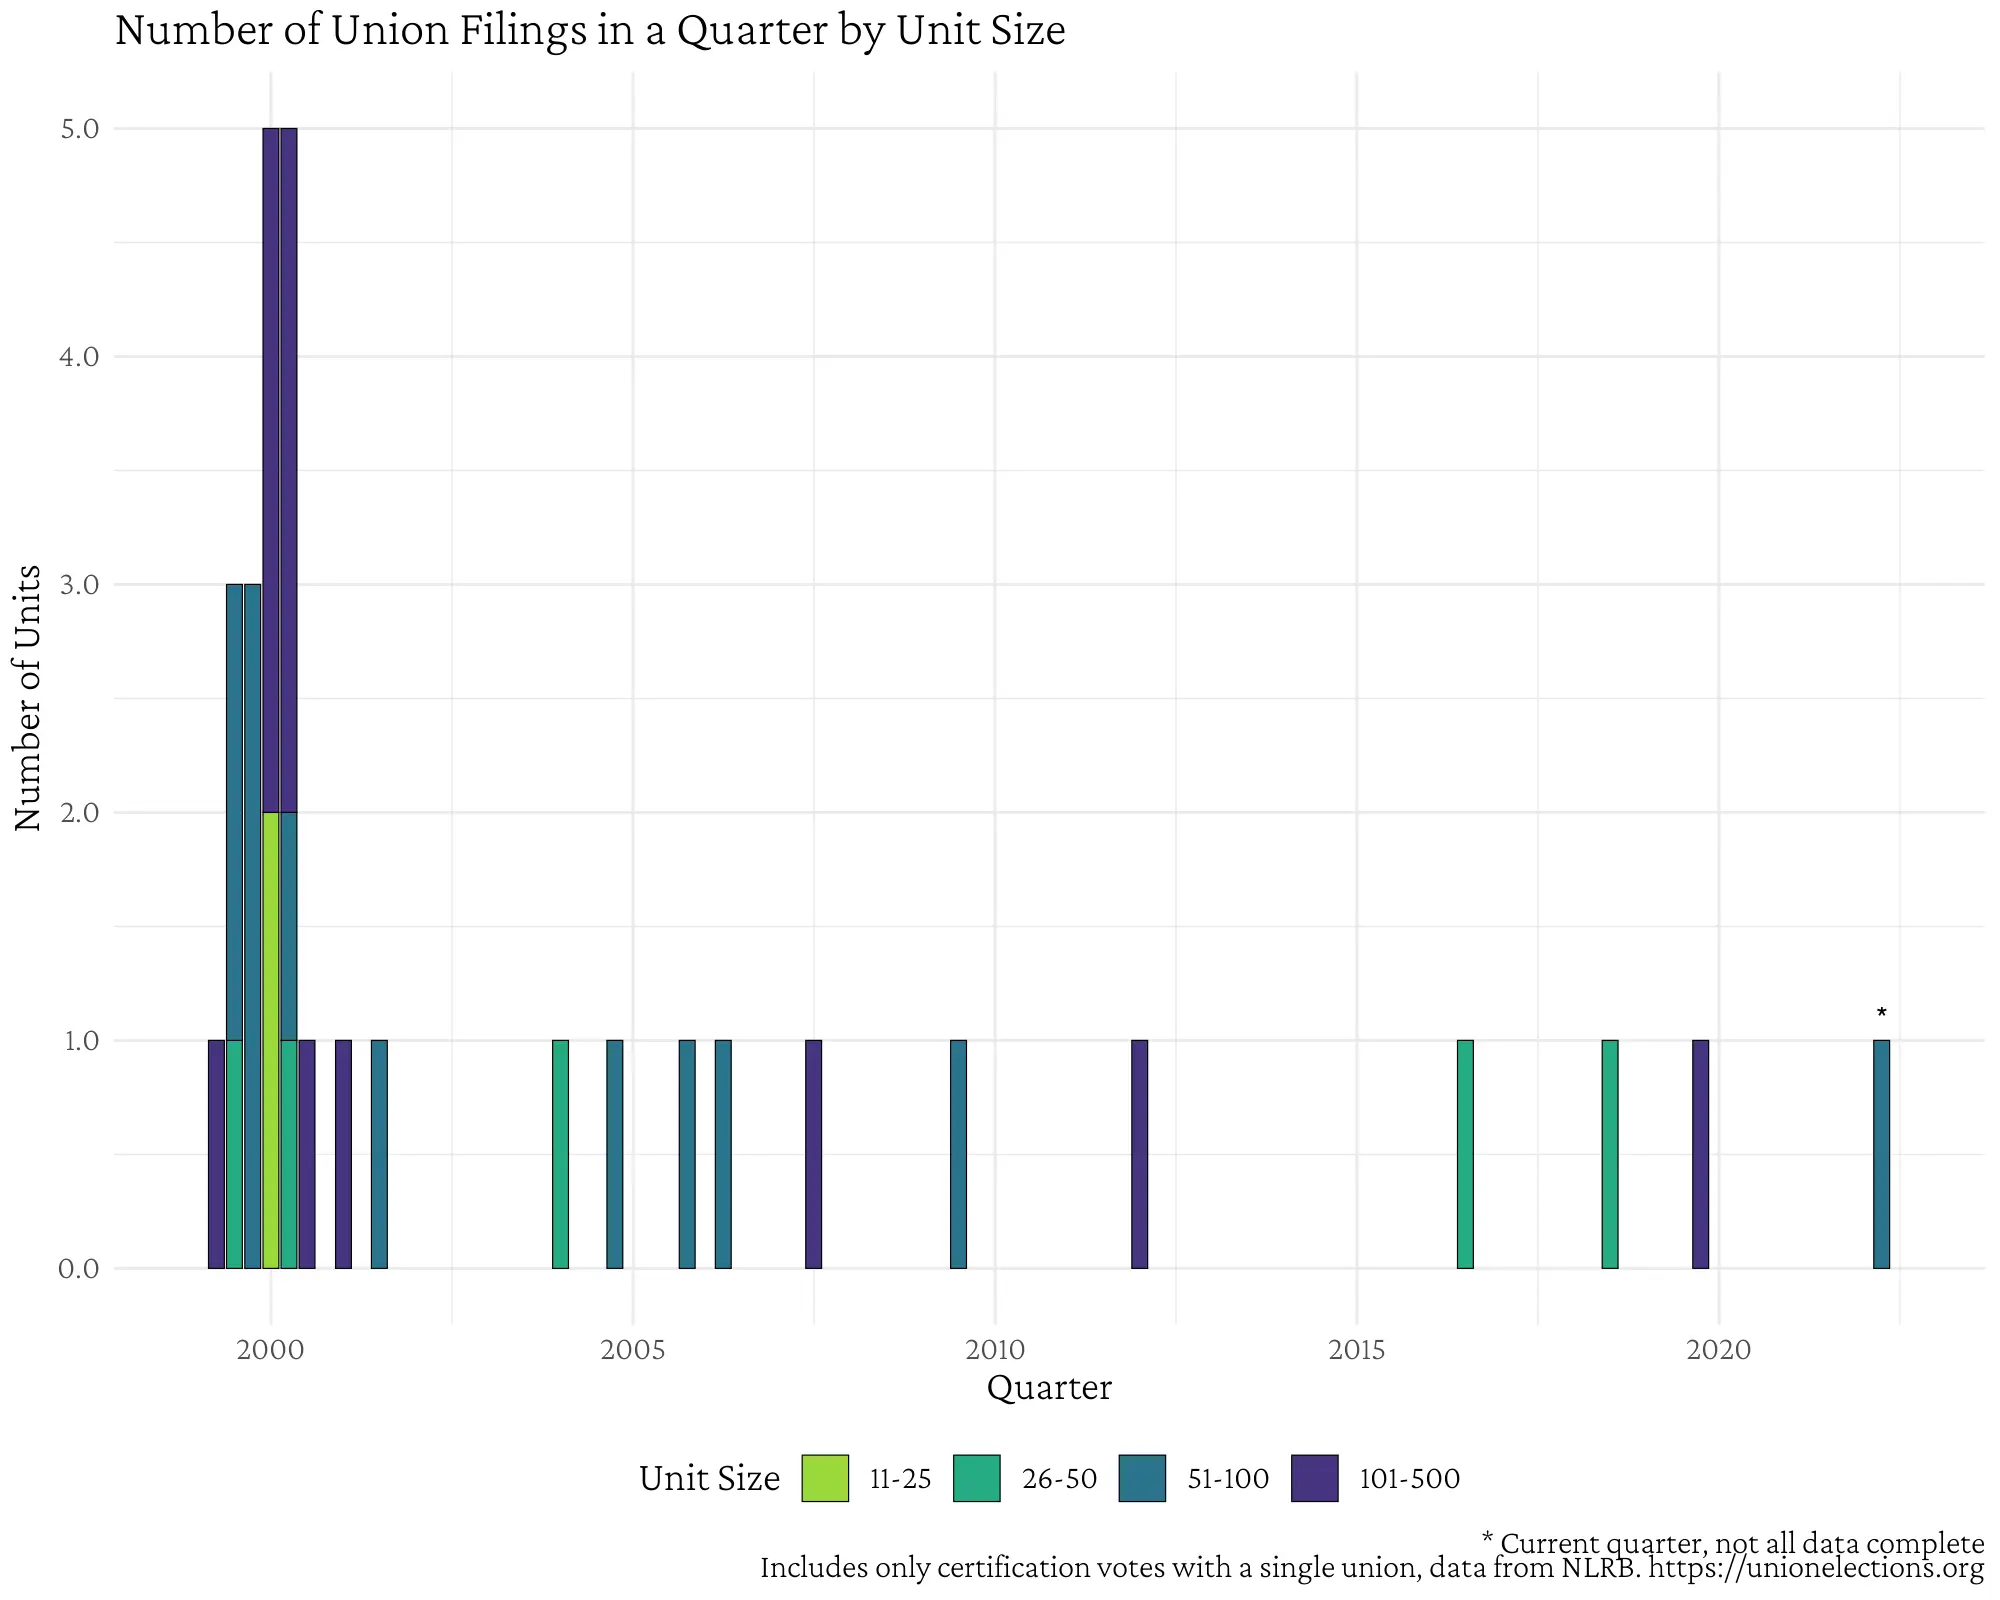 Number of Union Filings in a Quarter by Unit Size
Number of Units
5.0
4.0
3.0
2.0
1.0
0.0
*
2000 2005 2010 2015 2020
Quarter
Unit Size 11-25 26-50 51-100 101-500
* Current quarter, not all data complete
Includes only certification votes with a single union, data from NLRB. https://unionelections.org